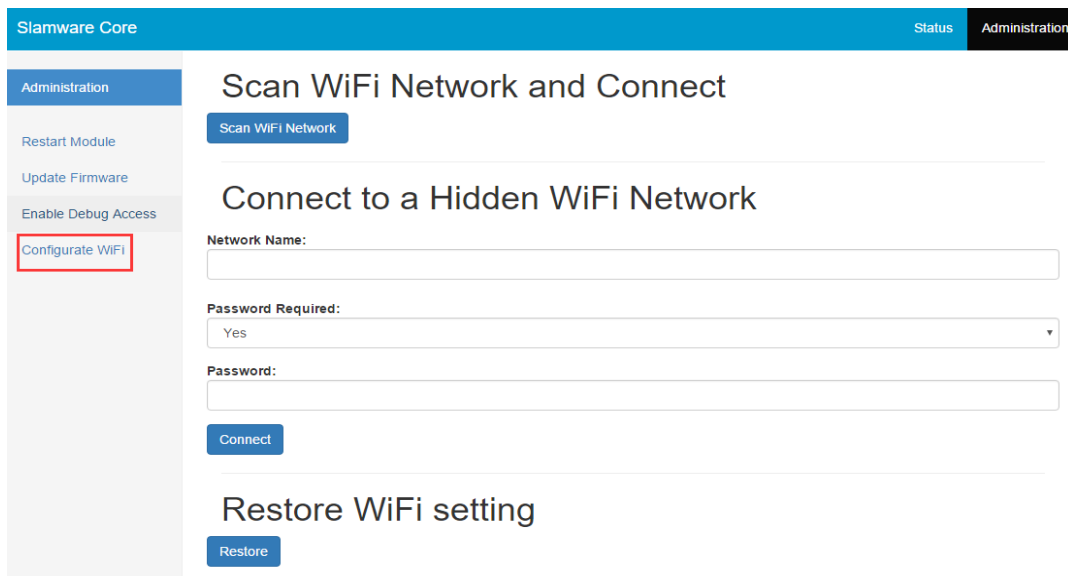 Slamware Core
Status
Administration
Administration
Restart Module
Update Firmware
Enable Debug Access
Configurate WiFi
Scan WiFi Network and Connect
Scan WiFi Network
Connect to a Hidden WiFi Network
Network Name:
Password Required:
Yes
Password:
Connect
Restore WiFi setting
Restore